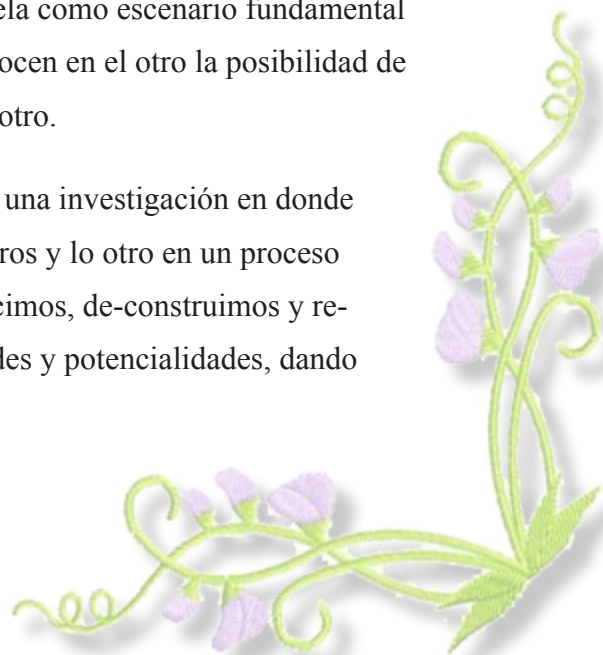 ela como escenario fundamental
ocen en el otro la posibilidad de
otro.
una investigación en donde
ros y lo otro en un proceso
cimos, de-construimos y re-
des y potencialidades, dando